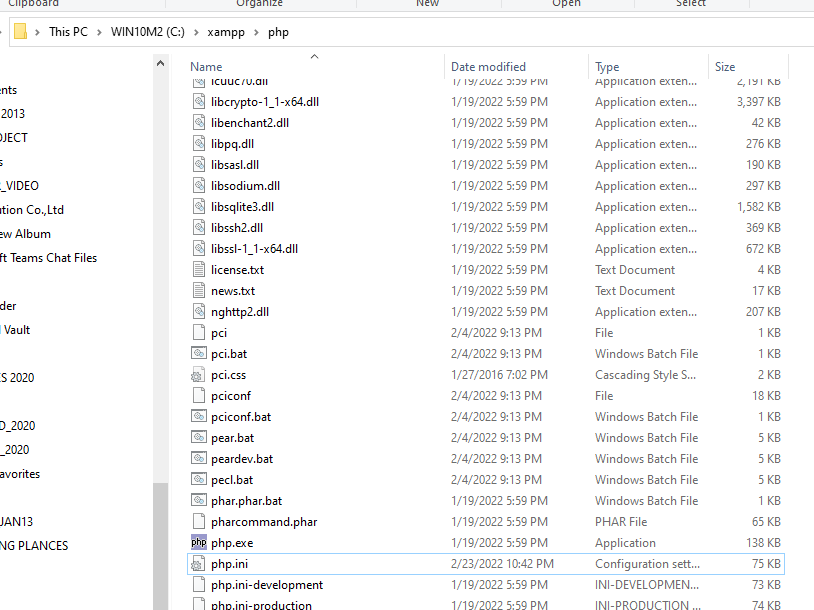 Clipboard Organize New Open Select
This PC > WIN10M2 (C:) > xampp > php
Name Date modified Type Size
icuuc70.dll 1/19/2022 5:59 PM Application exten... 2,191 KB
ents
libcrypto-1_1-x64.dll 1/19/2022 5:59 PM Application exten... 3,397 KB
2013
libenchant2.dll 1/19/2022 5:59 PM Application exten... 42 KB
OJECT
libpq.dll 1/19/2022 5:59 PM Application exten... 276 KB
s
libsasl.dll 1/19/2022 5:59 PM Application exten... 190 KB
_VIDEO
libsodium.dll 1/19/2022 5:59 PM Application exten... 297 KB
ution Co.,Ltd
libsqlite3.dll 1/19/2022 5:59 PM Application exten... 1,582 KB
ew Album
libssh2.dll 1/19/2022 5:59 PM Application exten... 369 KB
ft Teams Chat Files
libssl-1_1-x64.dll 1/19/2022 5:59 PM Application exten... 672 KB
license.txt 1/19/2022 5:59 PM Text Document 4 KB
news.txt 1/19/2022 5:59 PM Text Document 17 KB
der
nghttp2.dll 1/19/2022 5:59 PM Application exten... 207 KB
l Vault
pci 2/4/2022 9:13 PM File 1 KB
pci.bat 2/4/2022 9:13 PM Windows Batch File 1 KB
ES 2020
pci.css 1/27/2016 7:02 PM Cascading Style S... 2 KB
pciconf 2/4/2022 9:13 PM File 18 KB
pciconf.bat 2/4/2022 9:13 PM Windows Batch File 1 KB
D_2020
pear.bat 2/4/2022 9:13 PM Windows Batch File 5 KB
_2020
peardev.bat 2/4/2022 9:13 PM Windows Batch File 5 KB
avorites
pecl.bat 2/4/2022 9:13 PM Windows Batch File 5 KB
phar.phar.bat 1/19/2022 5:59 PM Windows Batch File 1 KB
UAN13
pharcommand.phar 1/19/2022 5:59 PM PHAR File 65 KB
NG PLANCES
php php.exe 1/19/2022 5:59 PM Application 138 KB
php.ini 2/23/2022 10:42 PM Configuration sett... 75 KB
php.ini-development 1/19/2022 5:59 PM INI-DEVELOPMEN... 73 KB
php.ini-production 1/19/2022 5:59 PM INI-PRODUCTION ... 74 KB